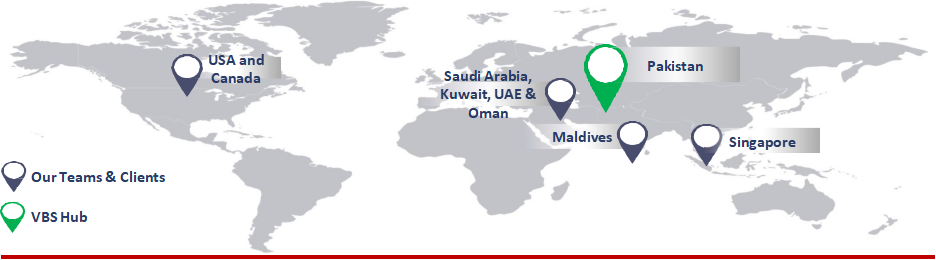 USA and
Canada
Saudi Arabia,
Kuwait, UAE &
Oman
Pakistan
Maldives
Singapore
Our Teams & Clients
VBS Hub